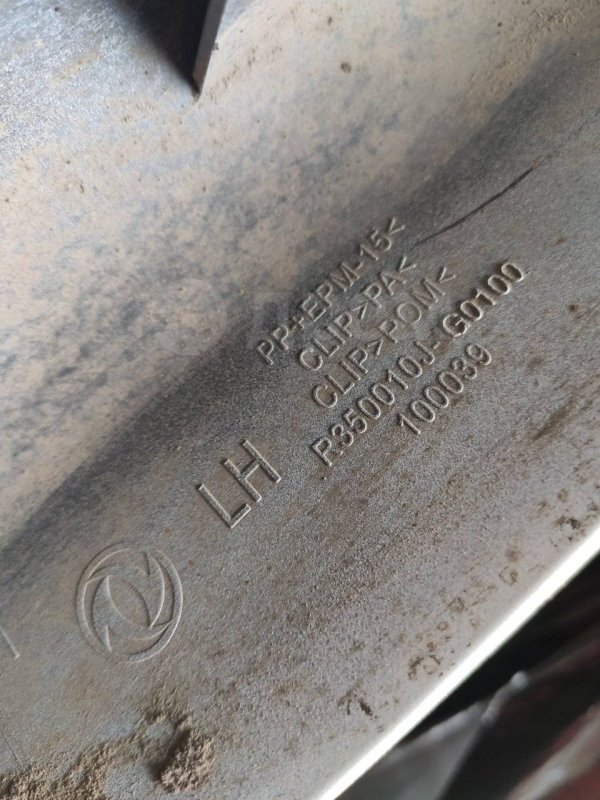 PP+EPM-15<
CLIP>PA<
CLIP>POM<
R350010J-G0100
100039
LH